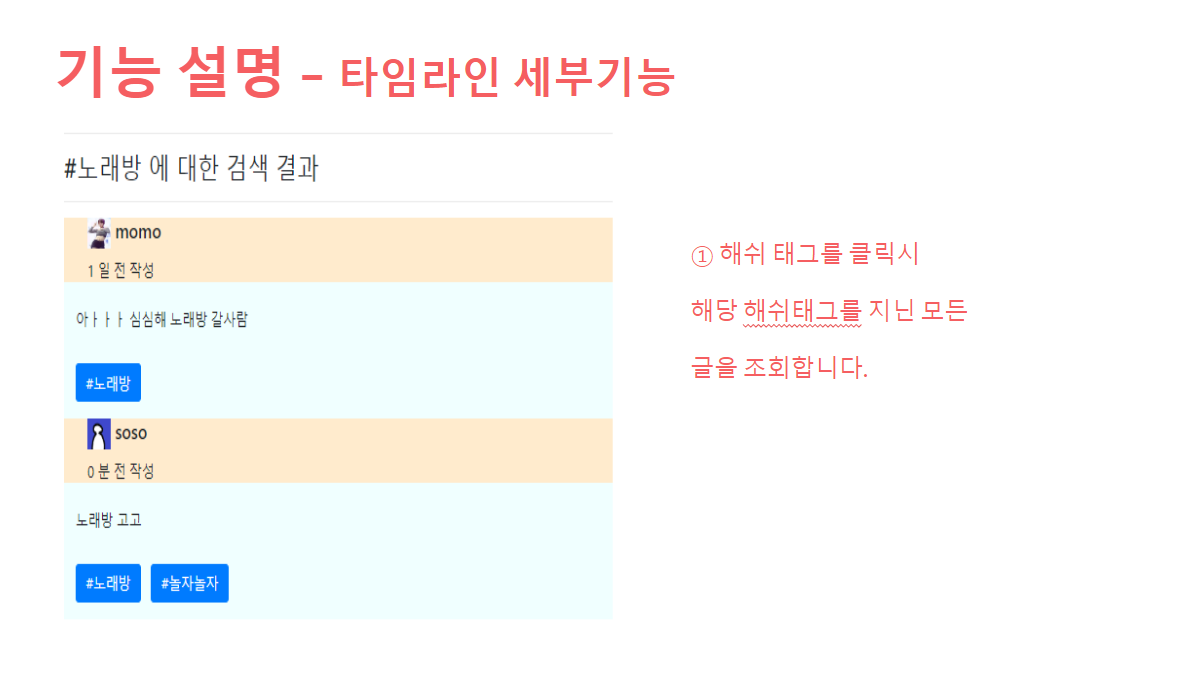 기능 설명 – 타임라인 세부기능
#노래방 에 대한 검색 결과
momo
1 일 전 작성
아ㅏㅏㅏ 심심해 노래방 갈사람
#노래방
soso
0 분 전 작성
노래방 고고
#노래방 #놀자놀자
① 해쉬 태그를 클릭시
해당 해쉬태그를 지닌 모든
글을 조회합니다.